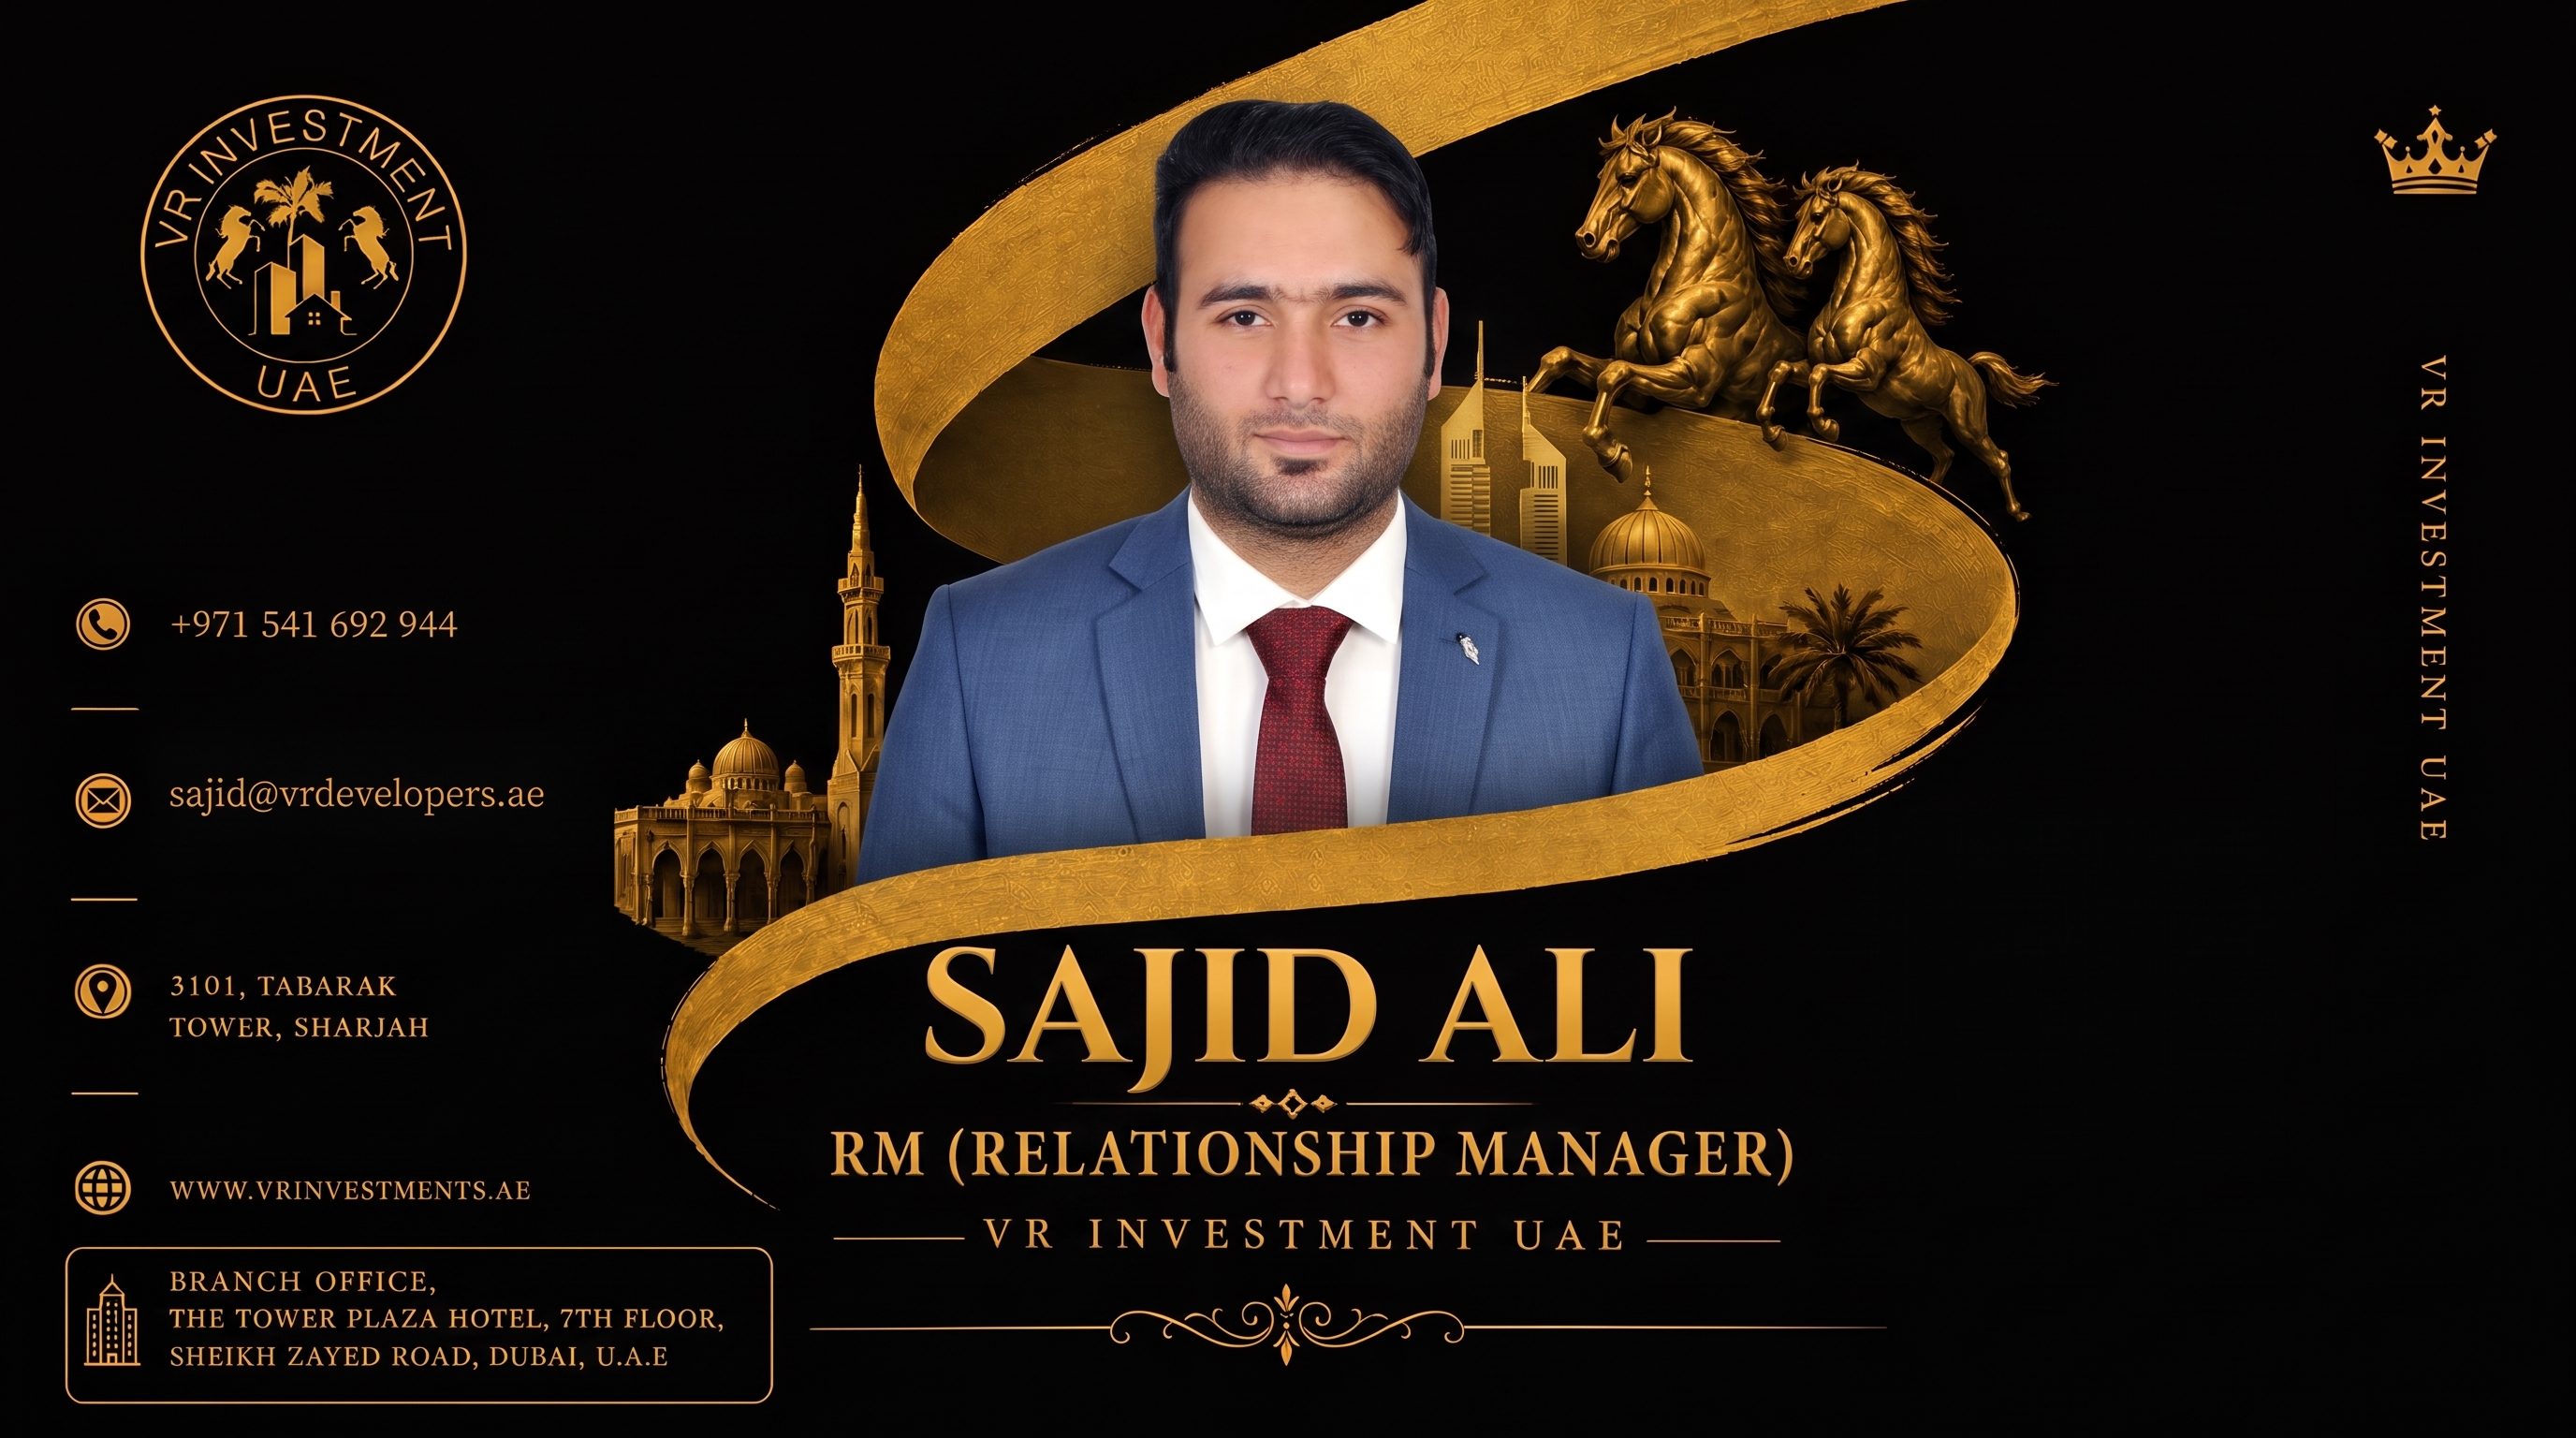 VR INVESTMENT
UAE
+971 541 692 944
sajid@vrdevelopers.ae
3101, TABARAK
TOWER, SHARJAH
WWW.VRINVESTMENTS.AE
BRANCH OFFICE,
THE TOWER PLAZA HOTEL, 7TH FLOOR,
SHEIKH ZAYED ROAD, DUBAI, U.A.E
SAJID ALI
RM (RELATIONSHIP MANAGER)
VR INVESTMENT UAE
VR INVESTMENT UAE